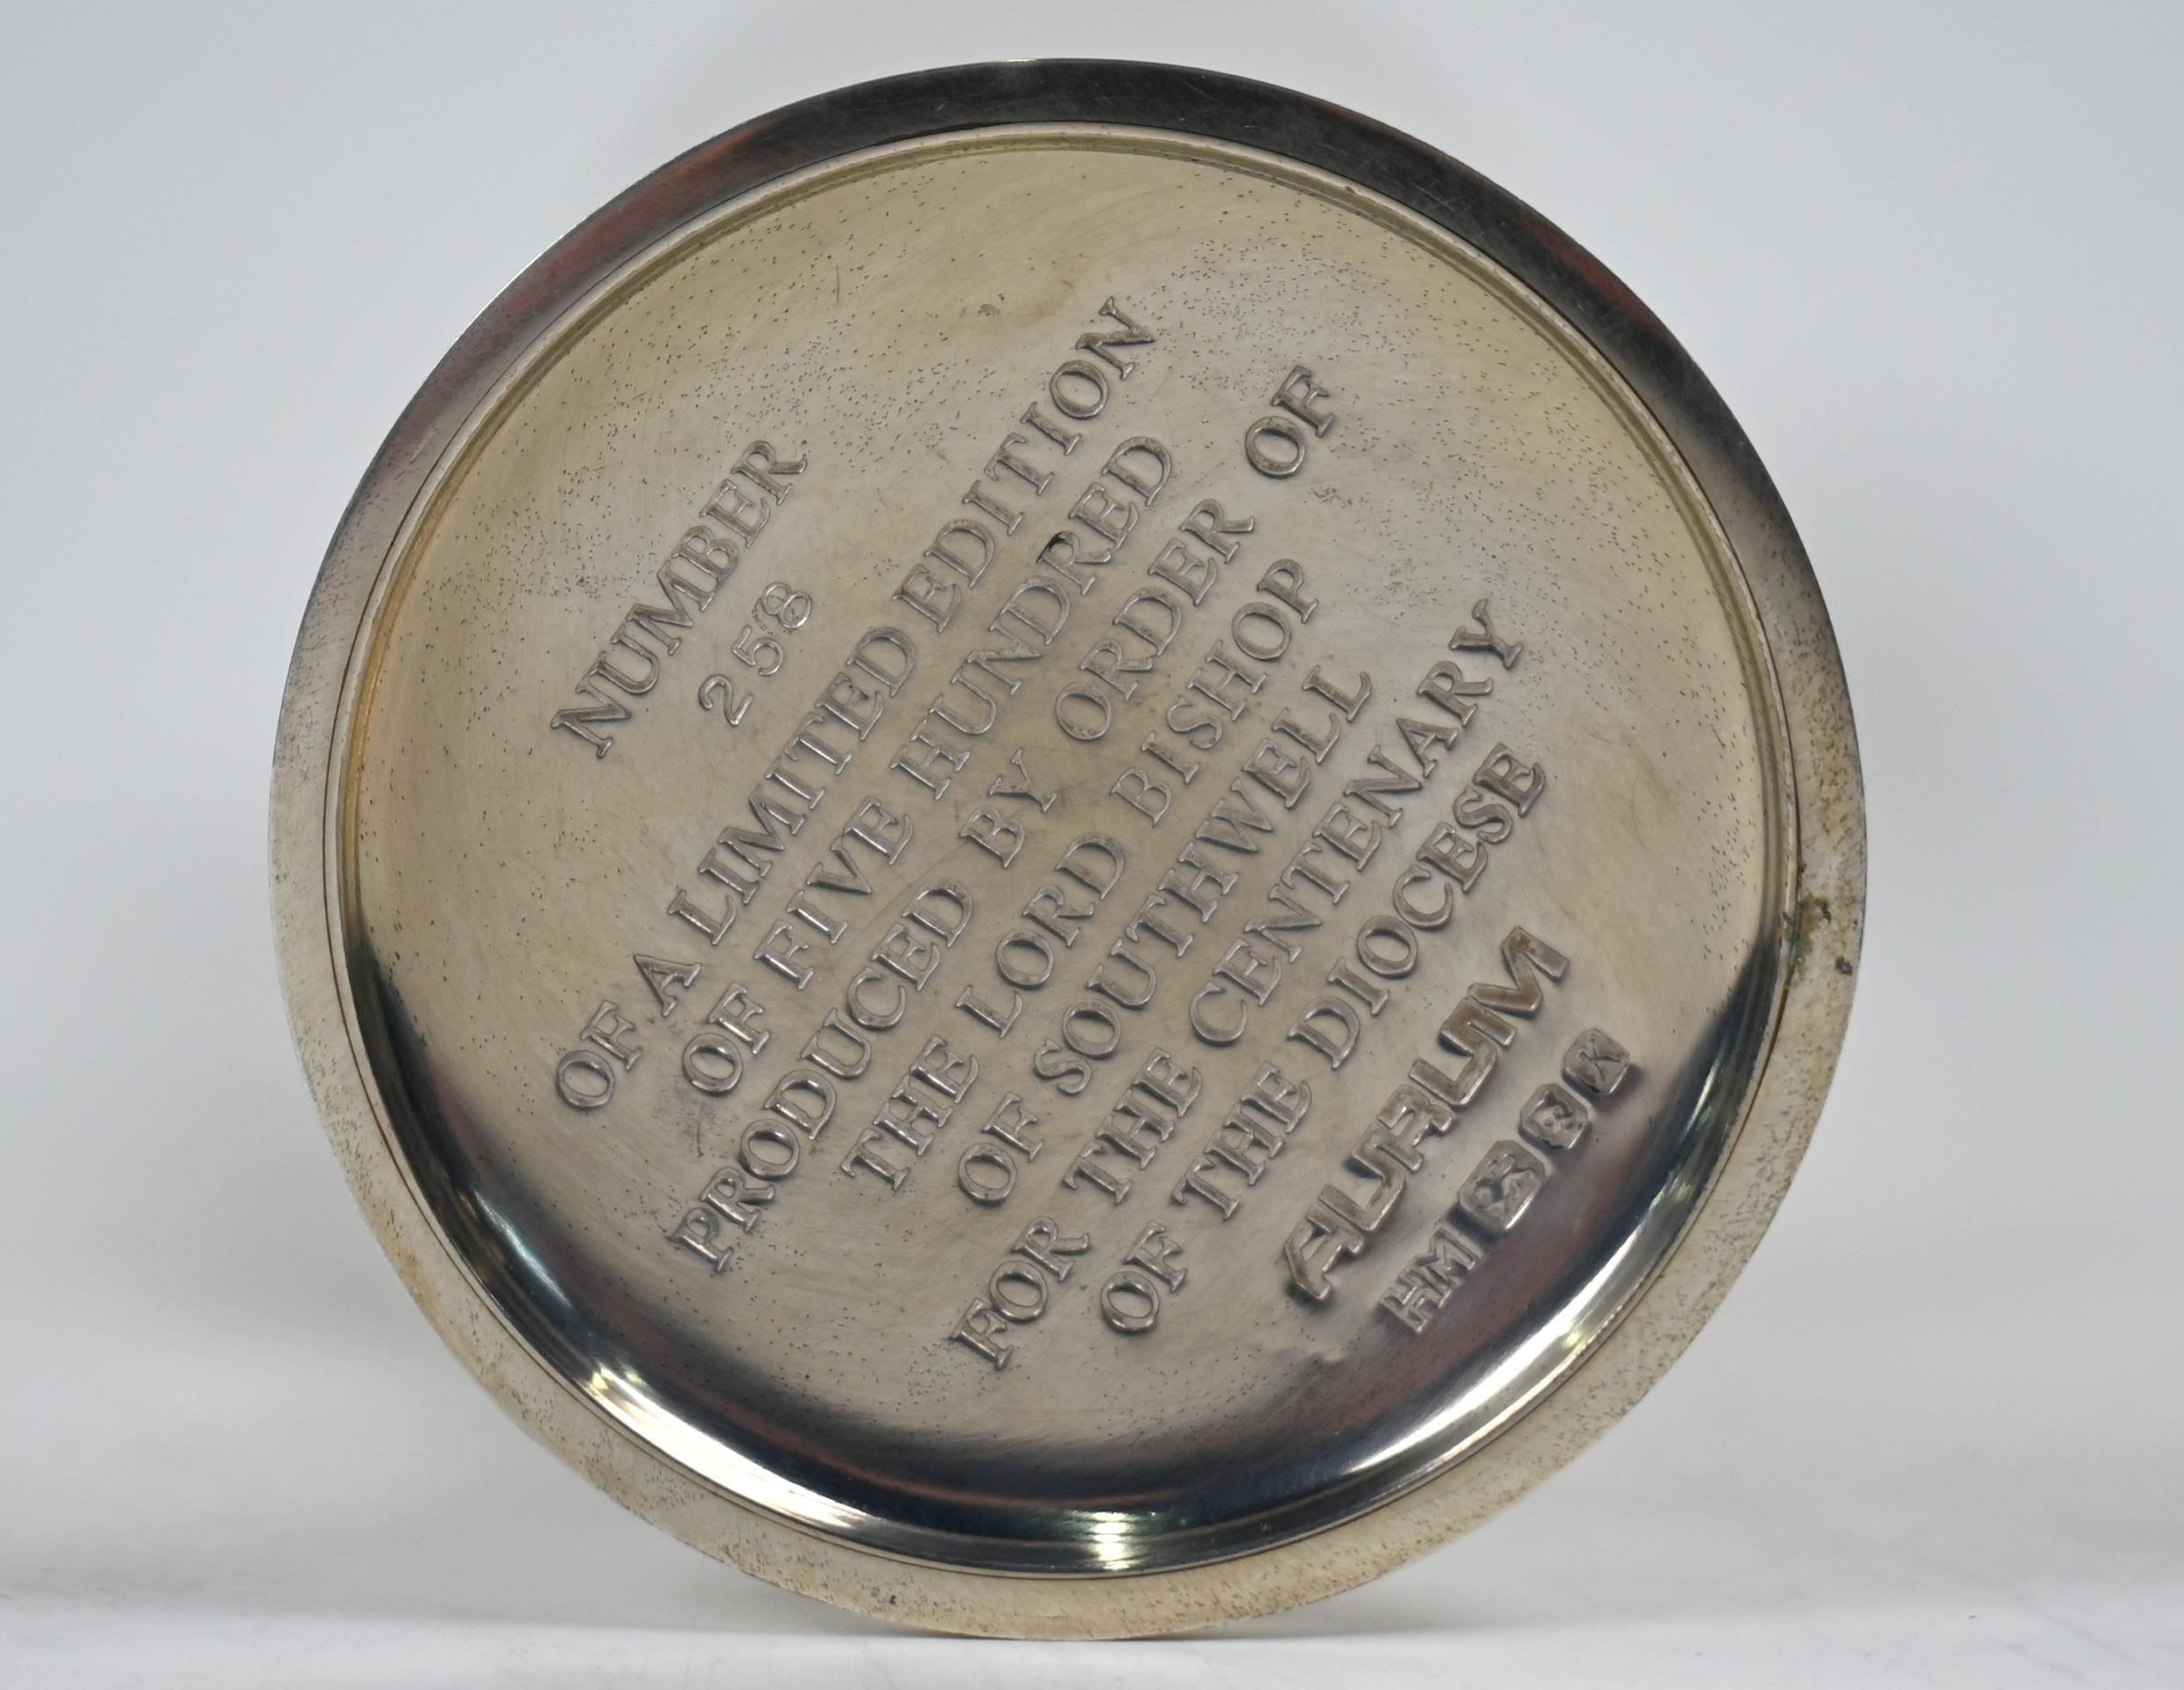 NUMBER
258
OF A LIMITED EDITION
OF FIVE HUNDRED
PRODUCED BY ORDER OF
THE LORD BISHOP
OF SOUTHWELL
FOR THE CENTENARY
OF THE DIOCESE
AURUM
HM K